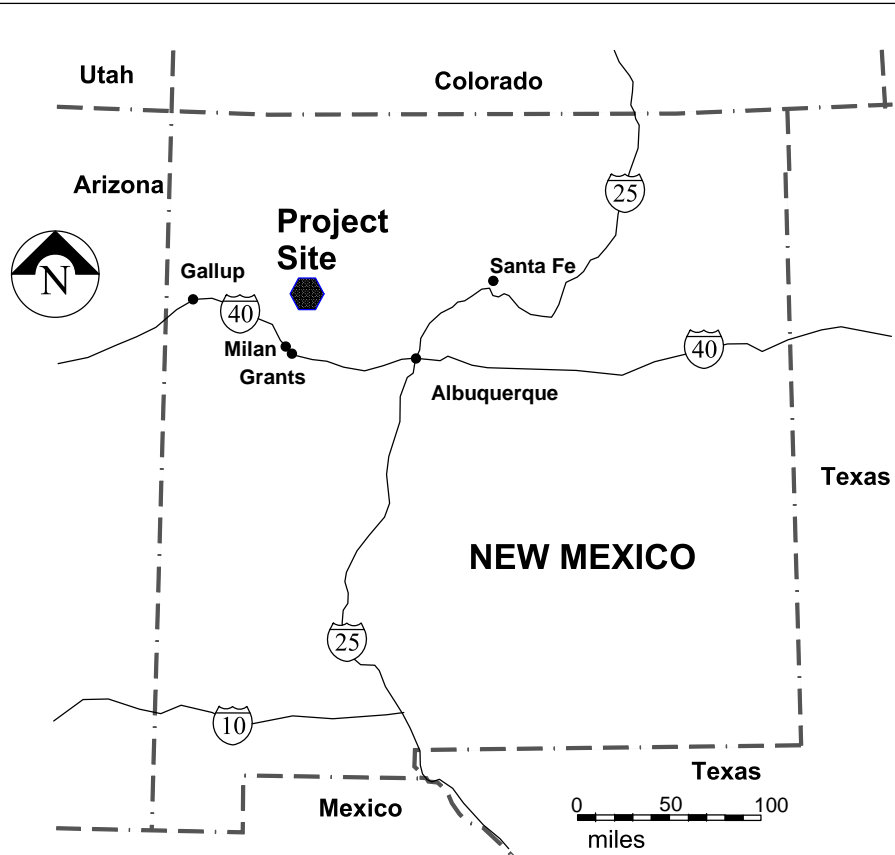 Utah
Colorado
Arizona
25
Project
Site
N
Gallup
Santa Fe
40
Milan
Grants
40
Albuquerque
Texas
NEW MEXICO
25
10
Texas
Mexico
0 50 100
miles